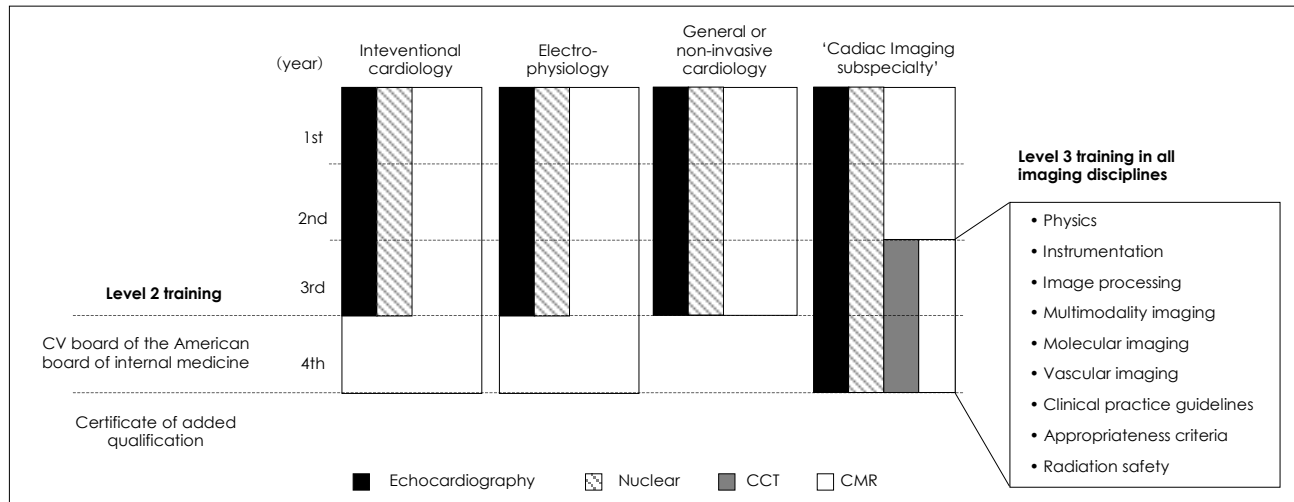 (year)
Inteventional
cardiology
Electro-
physiology
General or
non-invasive
cardiology
‘Cadiac Imaging
subspecialty’
1st
2nd
3rd
4th
Level 2 training
CV board of the American
board of internal medicine
Certificate of added
qualification
Level 3 training in all
imaging disciplines
• Physics
• Instrumentation
• Image processing
• Multimodality imaging
• Molecular imaging
• Vascular imaging
• Clinical practice guidelines
• Appropriateness criteria
• Radiation safety
Echocardiography
Nuclear
CCT
CMR